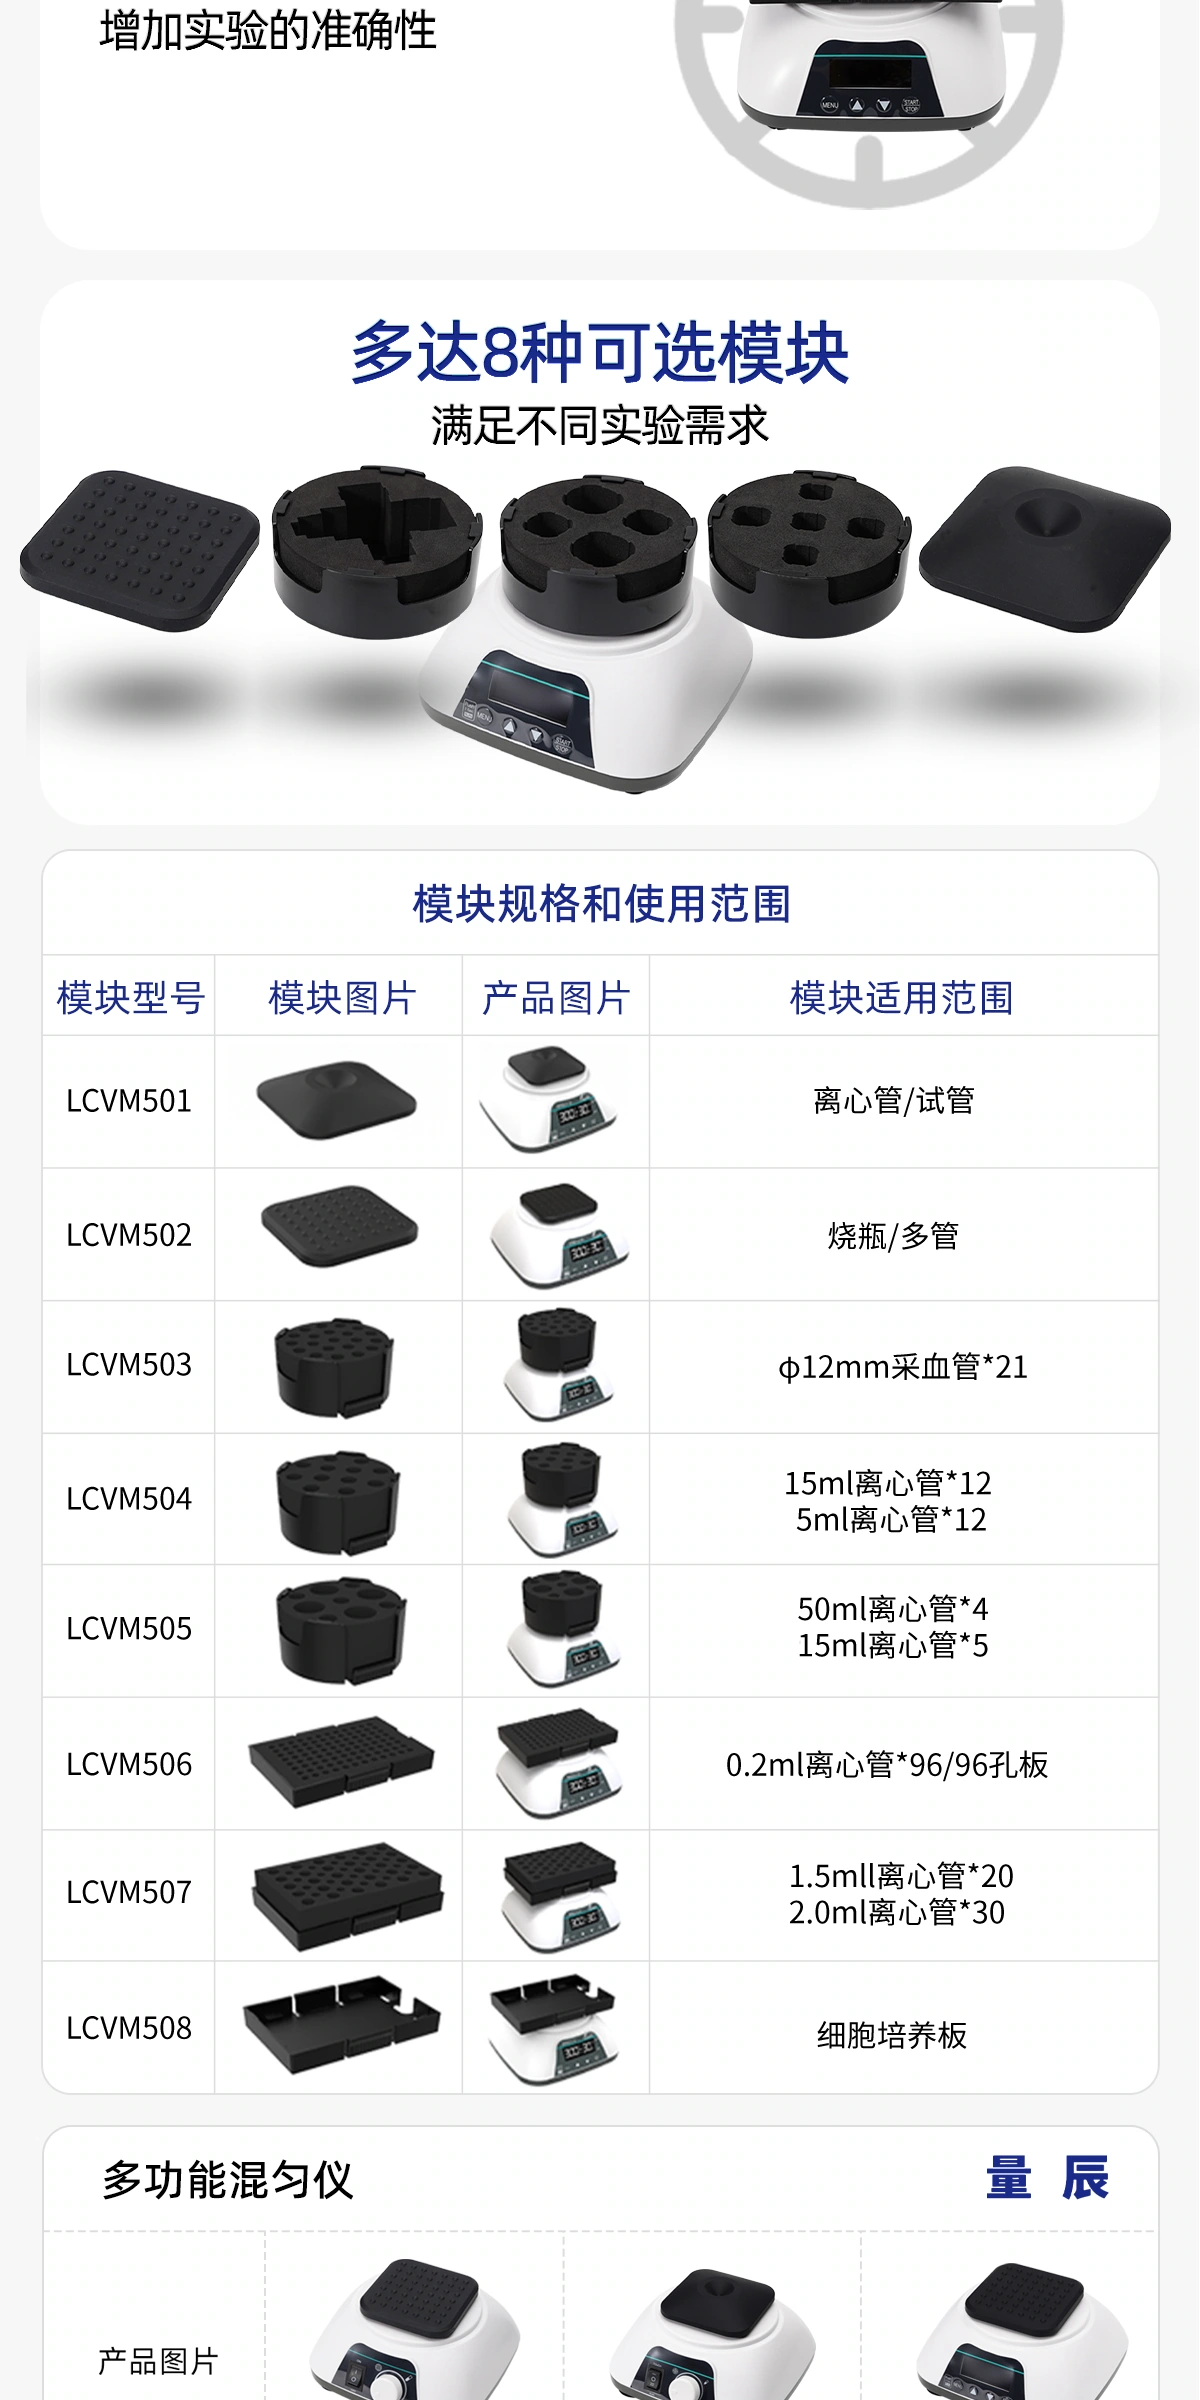 增加实验的准确性
MENU
START
STOP
多达8种可选模块
满足不同实验需求
MENU
START
STOP
模块规格和使用范围
模块型号 模块图片 产品图片 模块适用范围
LCVM501 离心管/试管
LCVM502 烧瓶/多管
LCVM503 φ12mm采血管*21
LCVM504 15ml离心管*12
5ml离心管*12
LCVM505 50ml离心管*4
15ml离心管*5
LCVM506 0.2ml离心管*96/96孔板
LCVM507 1.5mll离心管*20
2.0ml离心管*30
LCVM508 细胞培养板
多功能混匀仪 量辰
产品图片